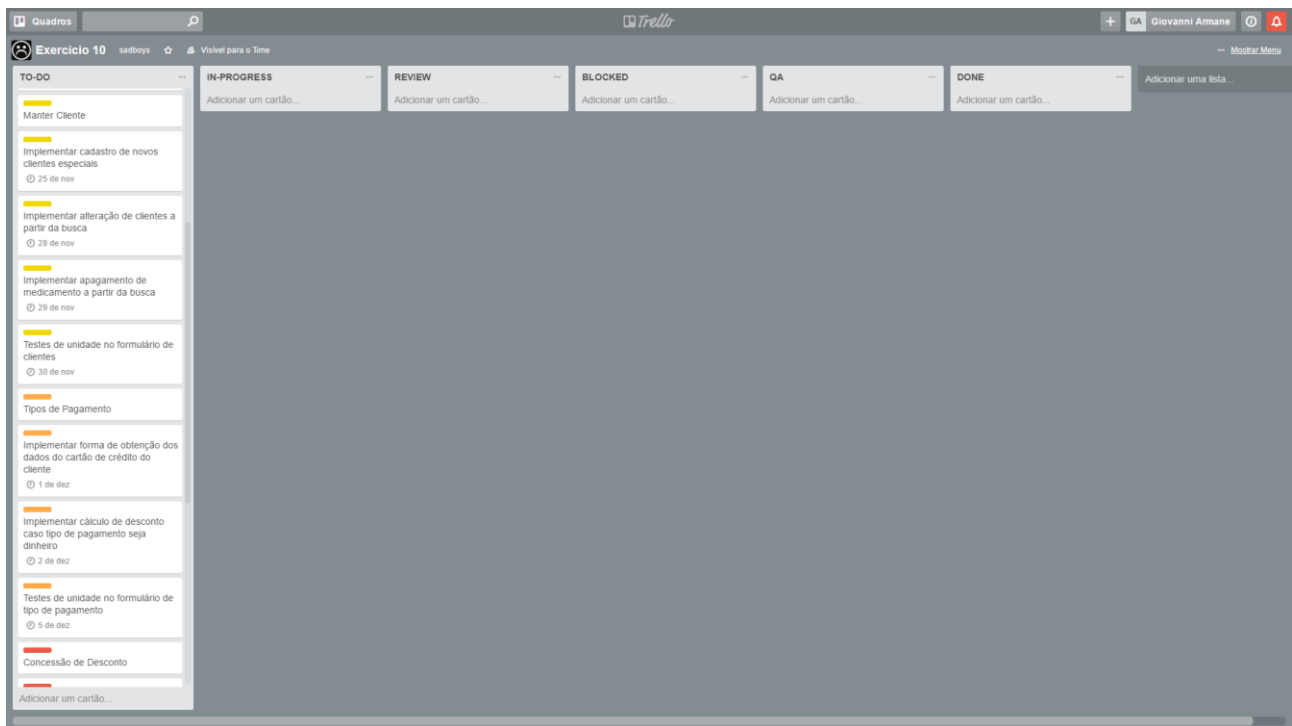 Quadros
Trello
GA Giovanni Armane
Exercicio 10 sadboys Visível para o Time
... Mostrar Menu
TO-DO ...
Manter Cliente
Implementar cadastro de novos
clientes especiais
25 de nov
Implementar alteração de clientes a
partir da busca
28 de nov
Implementar apagamento de
medicamento a partir da busca
29 de nov
Testes de unidade no formulário de
clientes
30 de nov
Tipos de Pagamento
Implementar forma de obtenção dos
dados do cartão de crédito do
cliente
1 de dez
Implementar cálculo de desconto
caso tipo de pagamento seja
dinheiro
2 de dez
Testes de unidade no formulário de
tipo de pagamento
5 de dez
Concessão de Desconto
Adicionar um cartão...
IN-PROGRESS ...
Adicionar um cartão...
REVIEW ...
Adicionar um cartão...
BLOCKED ...
Adicionar um cartão...
QA ...
Adicionar um cartão...
DONE ...
Adicionar um cartão...
Adicionar uma lista...